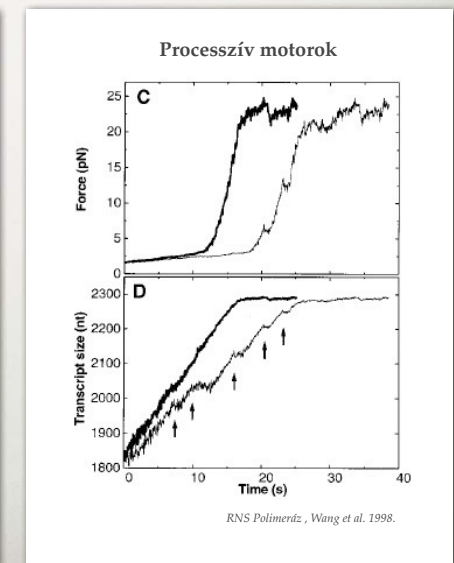 Processzív motorok
C
25
20
15
10
5
0
Force (pN)
D
2300
2200
2100
2000
1900
1800
Transcript size (nt)
0 10 20 30 40
Time (s)
RNS Polimeráz , Wang et al. 1998.